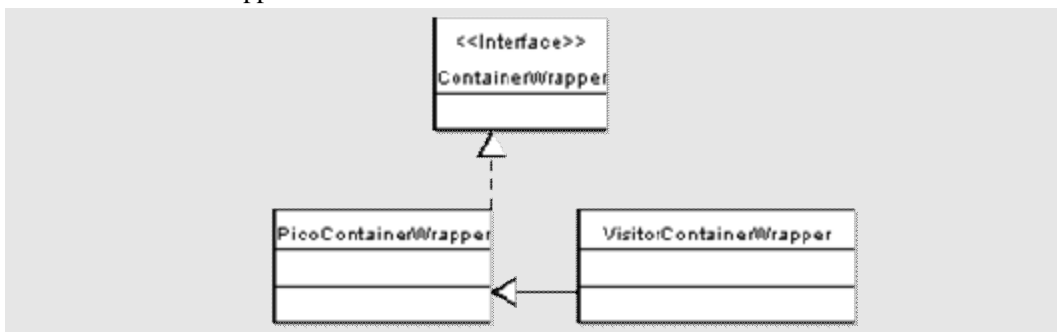 <<Interface>>
ContainerWrapper
PicoContainerWrapper
VisitorContainerWrapper